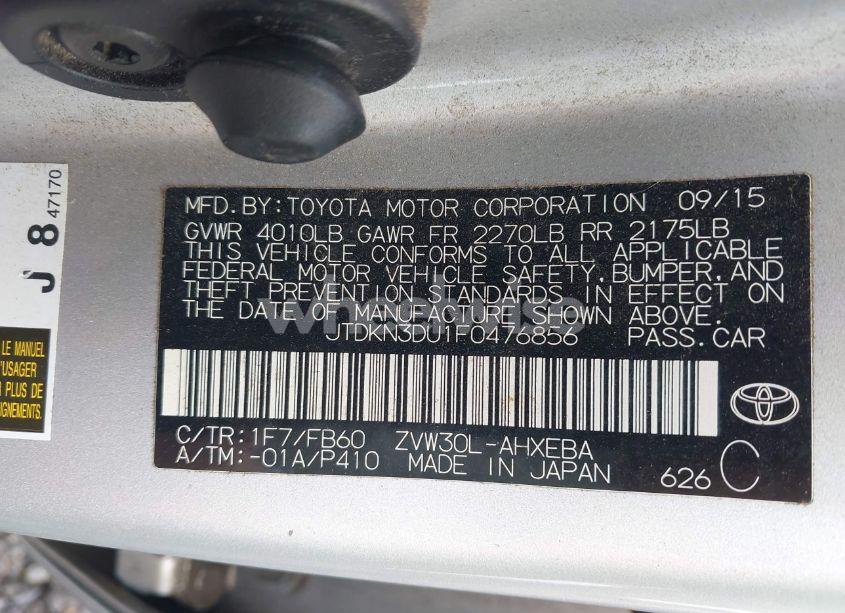 J 8 47170
LE MANUEL
'USAGER
R PLUS DE
IGNEMENTS.
MFD. BY: TOYOTA MOTOR CORPORATION 09/15
GVWR 4010LB GAWR FR 2270LB RR 2175LB
THIS VEHICLE CONFORMS TO ALL APPLICABLE
FEDERAL MOTOR VEHICLE SAFETY, BUMPER, AND
THEFT PREVENTION STANDARDS IN EFFECT ON
THE DATE OF MANUFACTURE SHOWN ABOVE.
JTDKN3DU1F0476856 PASS. CAR
C/TR: 1F7/FB60 ZVW30L-AHXEBA
A/TM: -01A/P410 MADE IN JAPAN
626 C